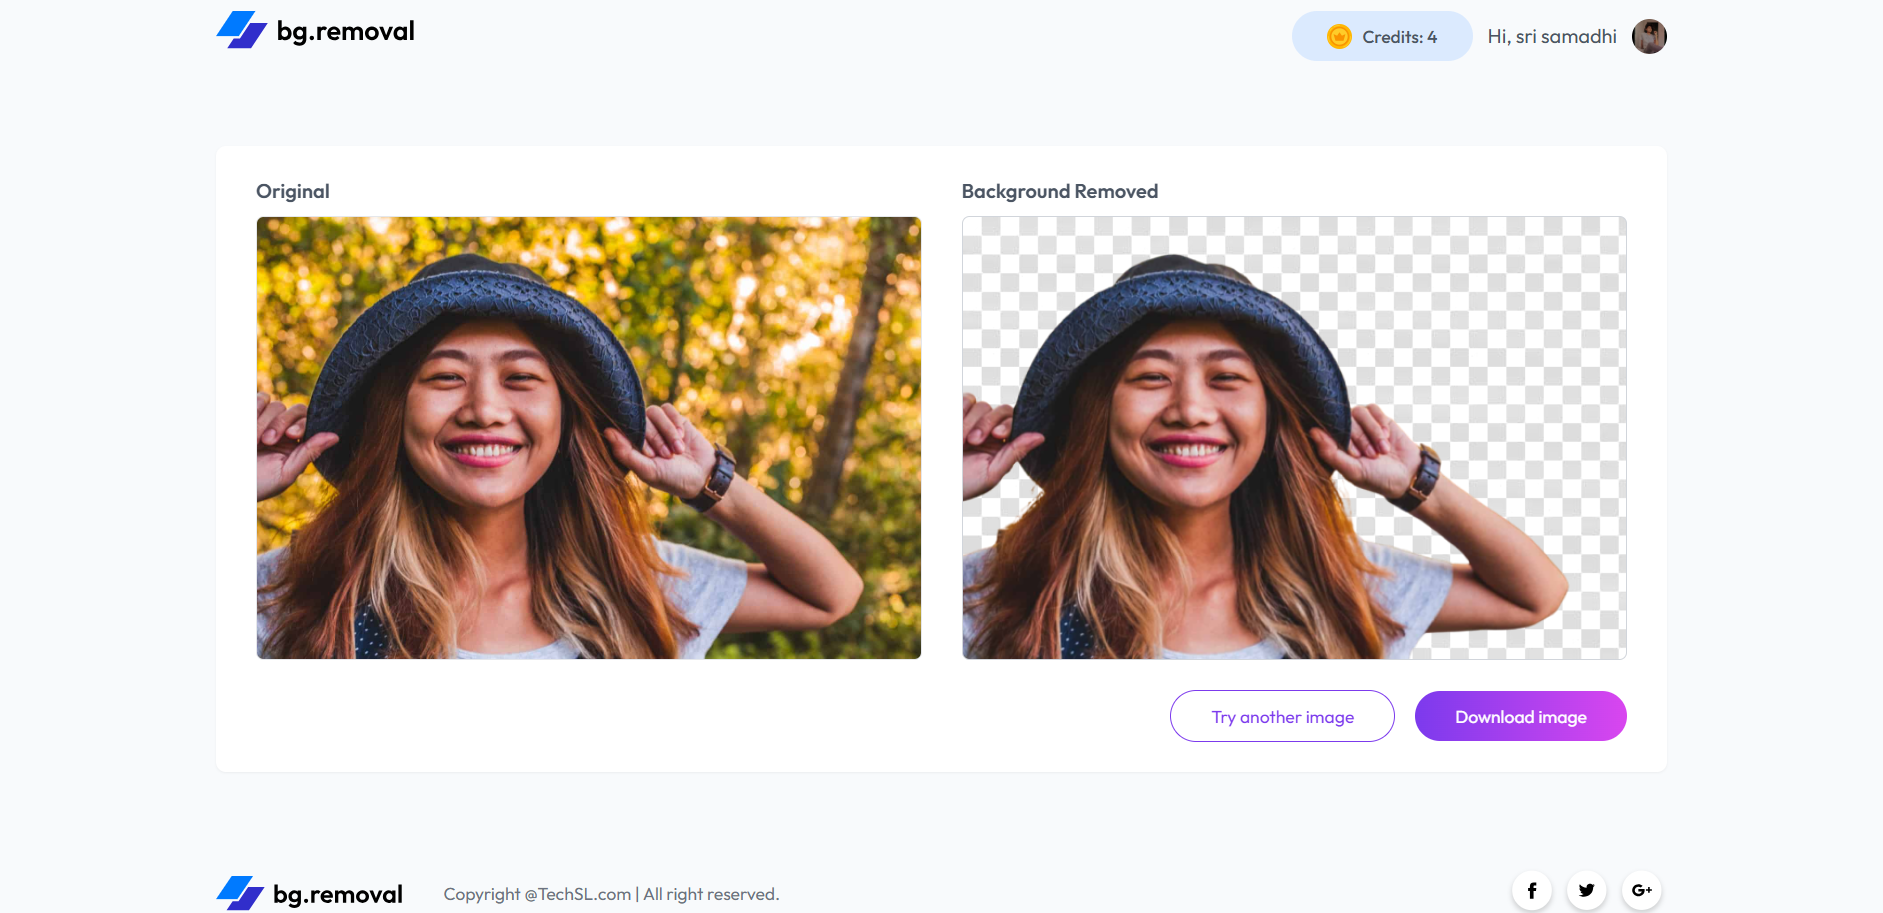 bg.removal
Credits: 4
Hi, sri samadhi
Original
Background Removed
Try another image
Download image
bg.removal
Copyright @TechSL.com | All right reserved.
f
G+